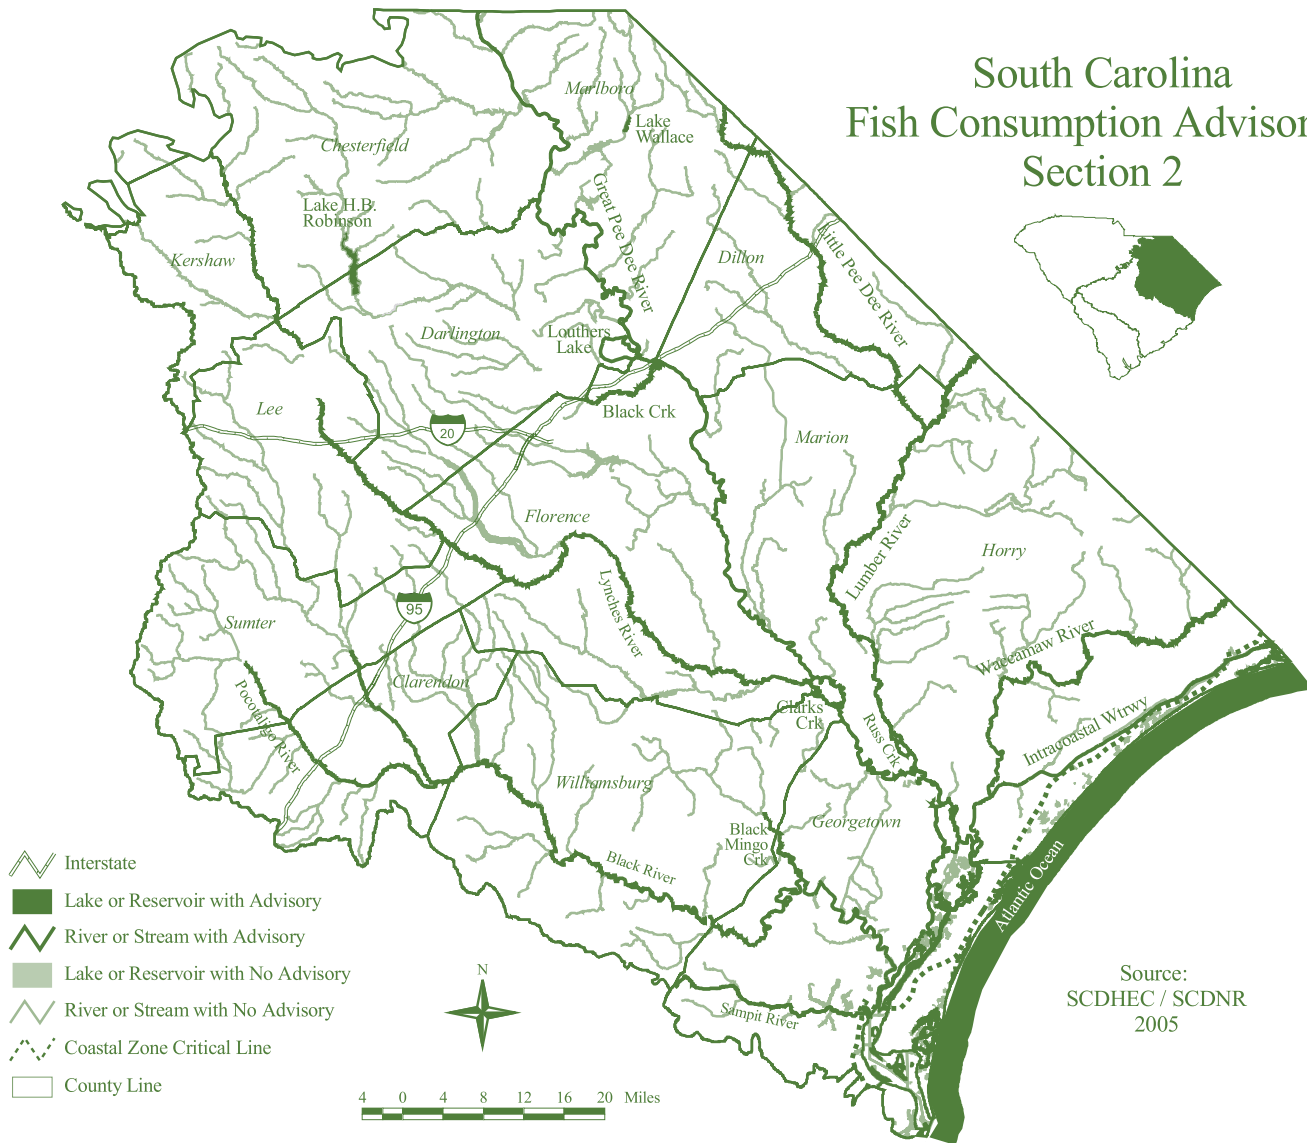 South Carolina
Fish Consumption Advisor
Section 2
Marlboro
Lake
Wallace
Chesterfield
Lake H.B.
Robinson
Great Pee Dee River
Kershaw
Dillon
Little Pee Dee River
Darlington
Louthers
Lake
Lee
Black Crk
20
Marion
Florence
Lumber River
Horry
Lynches River
95
Sumter
Waccamaw River
Clarendon
Pocotaligo River
Clarks
Crk
Russ Crk
Intracoastal Wtrwy
Williamsburg
Georgetown
Black
Mingo
Crk
Black River
Atlantic Ocean
Sampit River
Interstate
Lake or Reservoir with Advisory
River or Stream with Advisory
Lake or Reservoir with No Advisory
River or Stream with No Advisory
Coastal Zone Critical Line
County Line
N
4 0 4 8 12 16 20 Miles
Source:
SCDHEC / SCDNR
2005